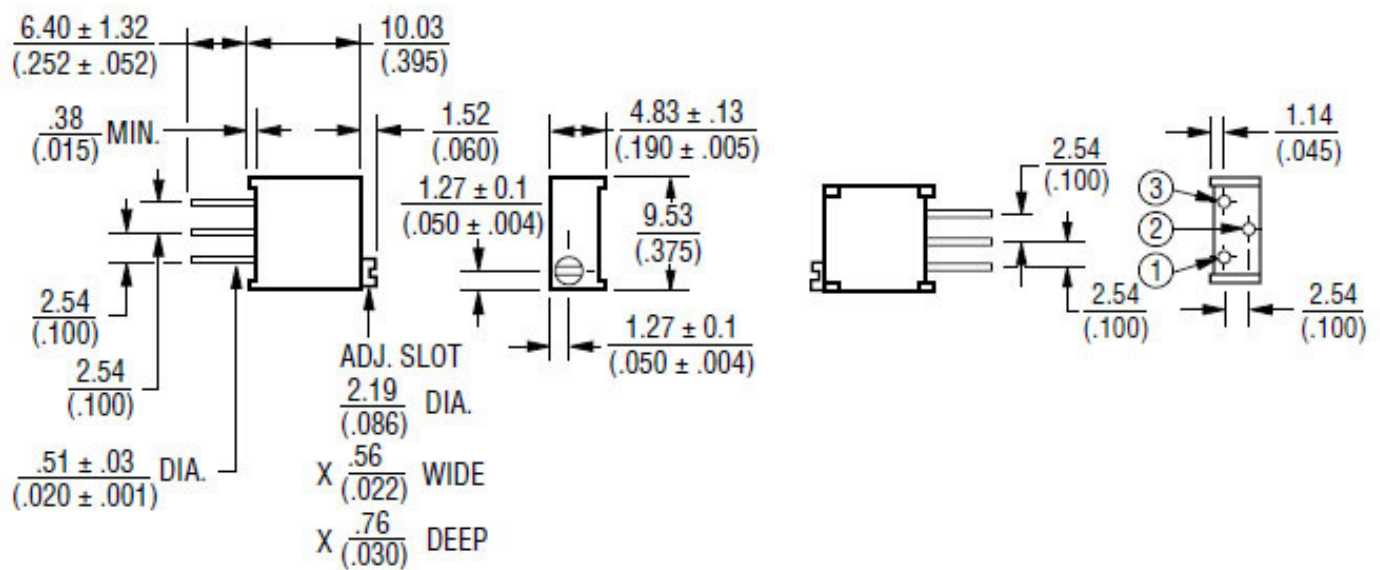 6.40 ± 1.32
(.252 ± .052)
10.03
(.395)
.38
(.015)
MIN.
1.52
(.060)
4.83 ± .13
(.190 ± .005)
1.14
(.045)
2.54
(.100)
1.27 ± 0.1
(.050 ± .004)
9.53
(.375)
3
2
1
2.54
(.100)
2.54
(.100)
2.54
(.100)
1.27 ± 0.1
(.050 ± .004)
2.54
(.100)
ADJ. SLOT
2.19
(.086)
DIA.
.51 ± .03
(.020 ± .001)
DIA.
X .56
(.022)
WIDE
X .76
(.030)
DEEP